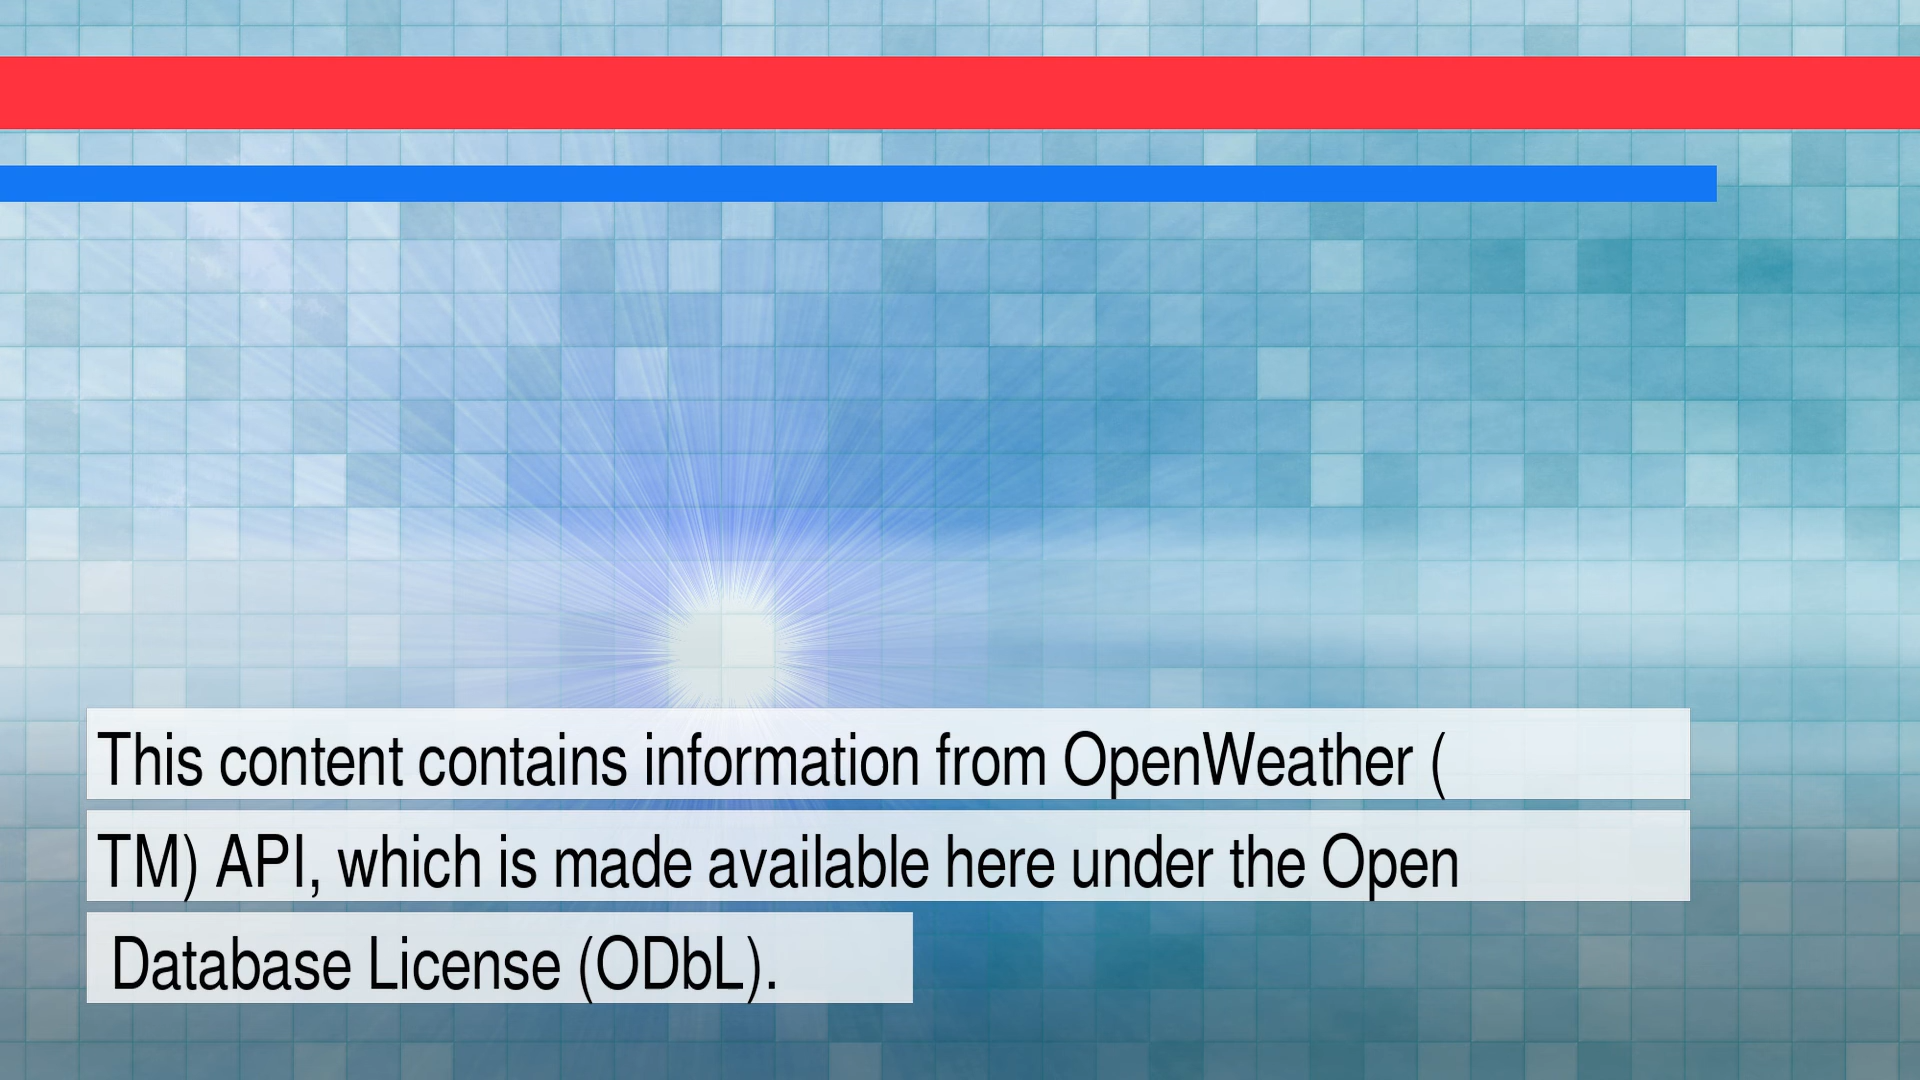 This content contains information from OpenWeather (
TM) API, which is made available here under the Open
Database License (ODbL).